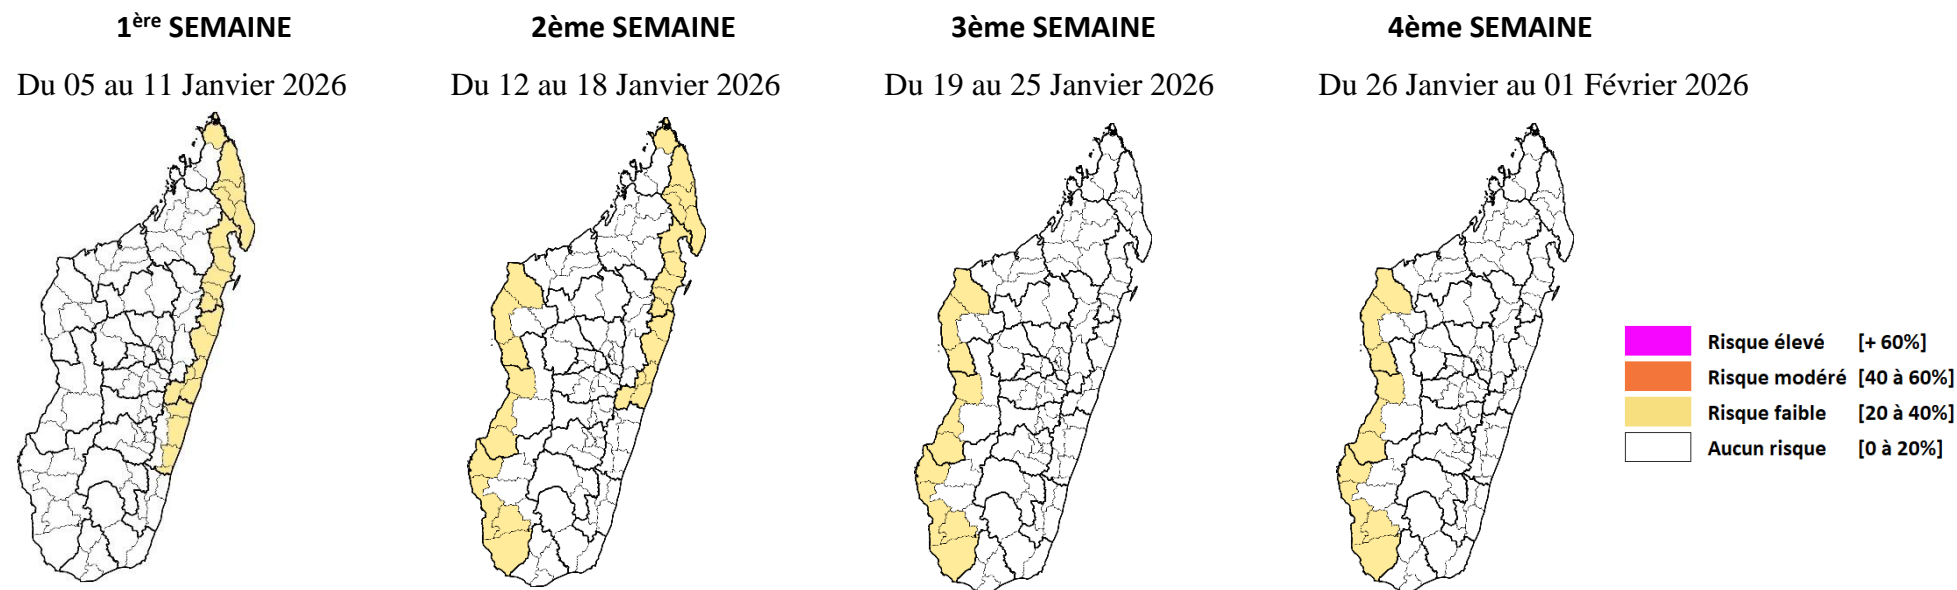 1ère SEMAINE
2ème SEMAINE
3ème SEMAINE
4ème SEMAINE
Du 05 au 11 Janvier 2026
Du 12 au 18 Janvier 2026
Du 19 au 25 Janvier 2026
Du 26 Janvier au 01 Février 2026
Risque élevé [+ 60%]
Risque modéré [40 à 60%]
Risque faible [20 à 40%]
Aucun risque [0 à 20%]